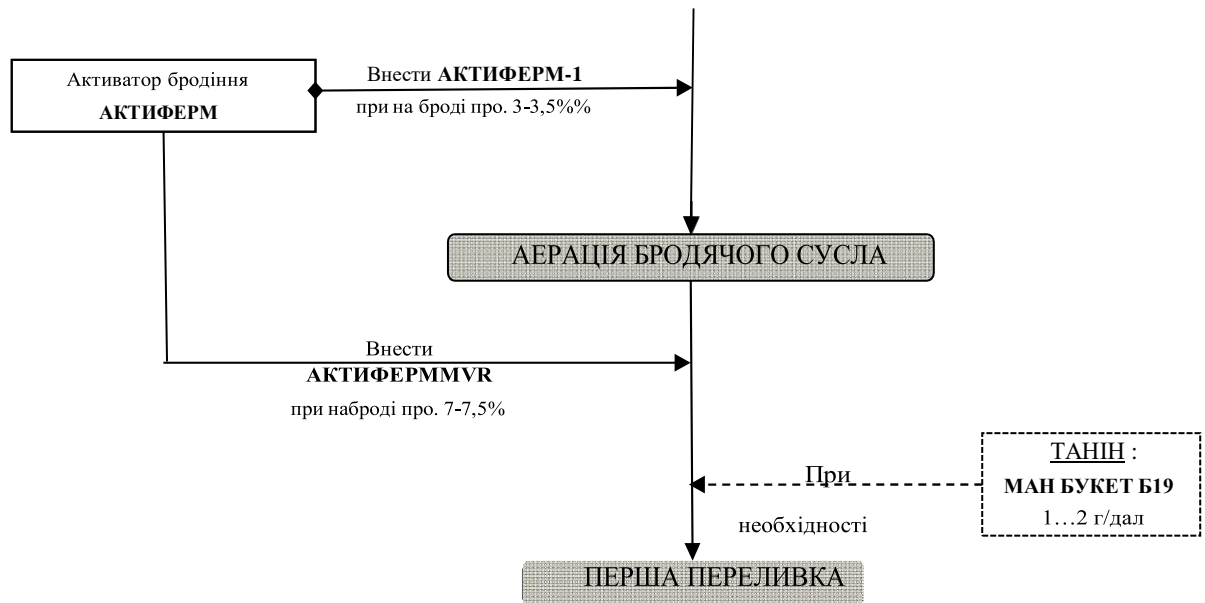 Активатор бродіння
АКТИФЕРМ
Внести АКТИФЕРМ-1
при на броді про. 3-3,5%%
АЕРАЦІЯ БРОДЯЧОГО СУСЛА
Внести
АКТИФЕРММVR
при наброді про. 7-7,5%
ТАНІН :
МАН БУКЕТ Б19
1…2 г/дал
При
необхідності
ПЕРША ПЕРЕЛИВКА